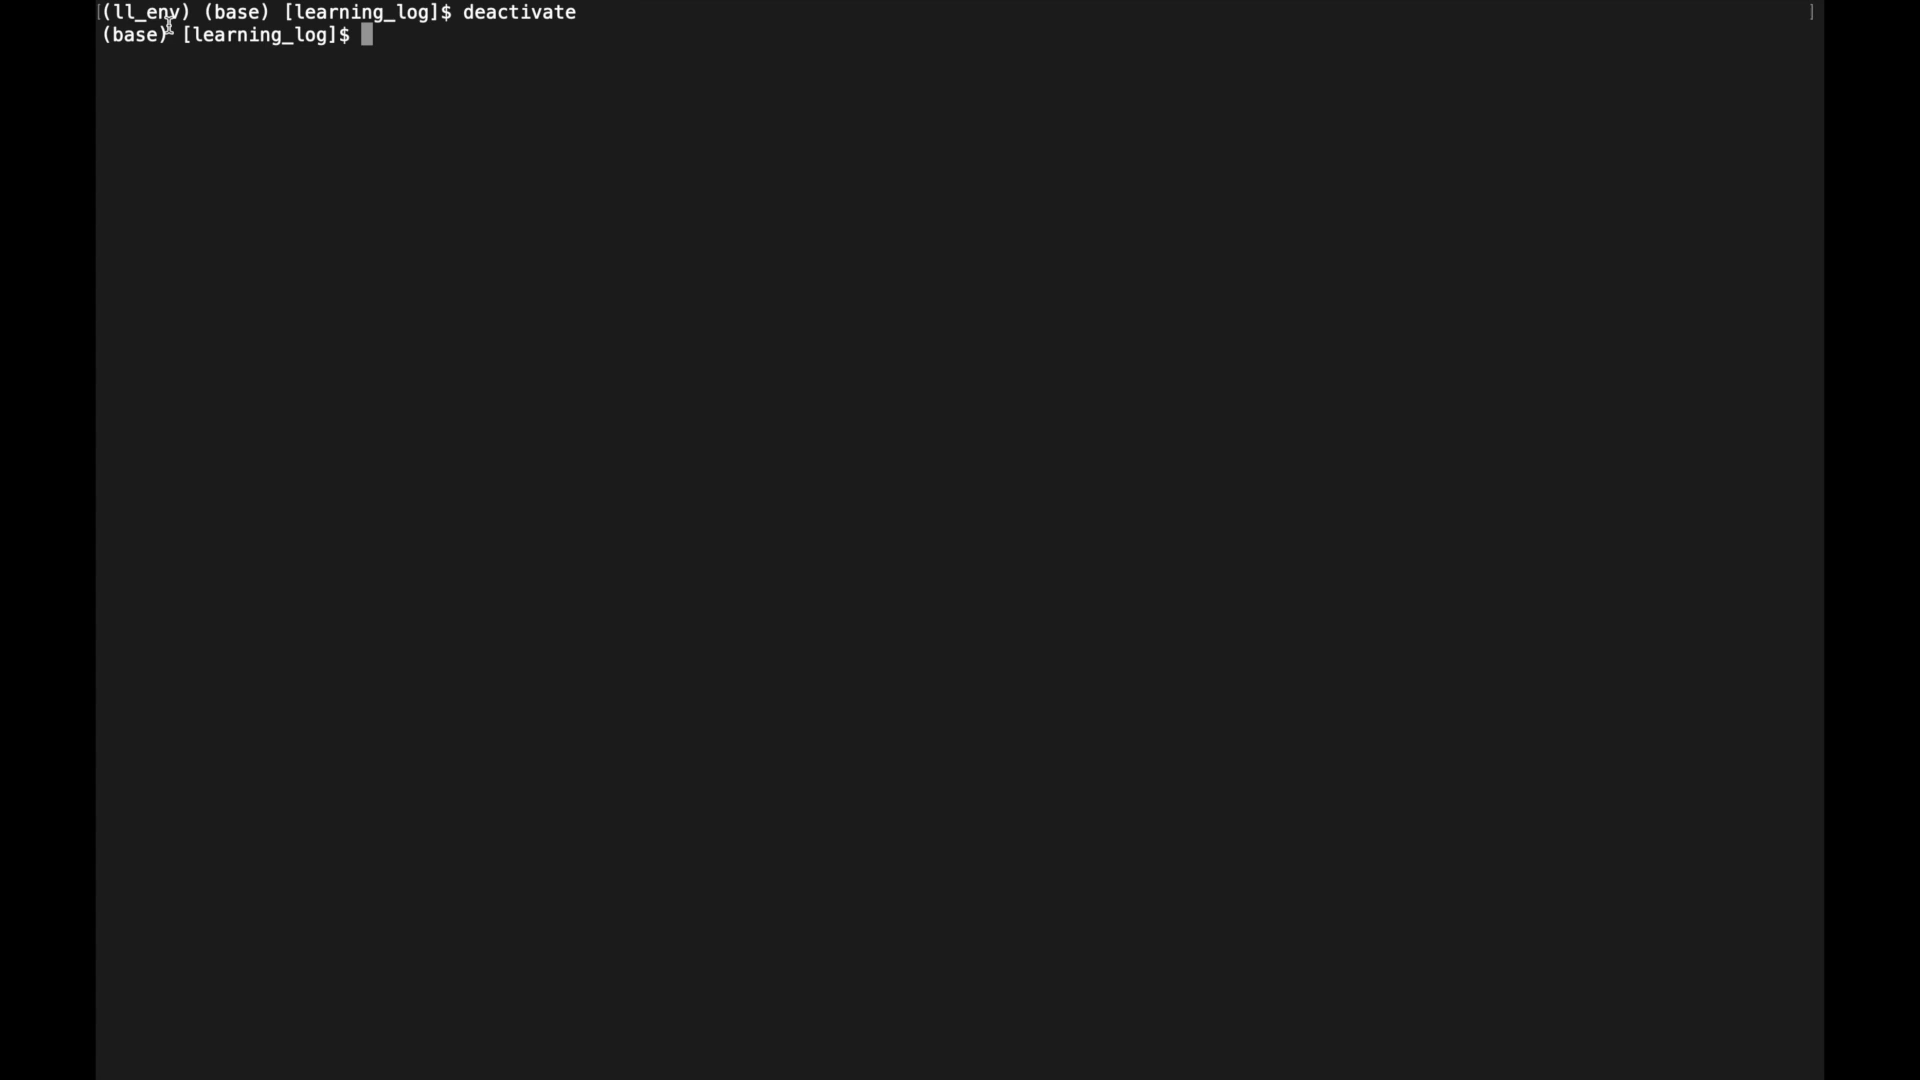 [(ll_env) (base) [learning_log]$ deactivate ]
(base) [learning_log]$